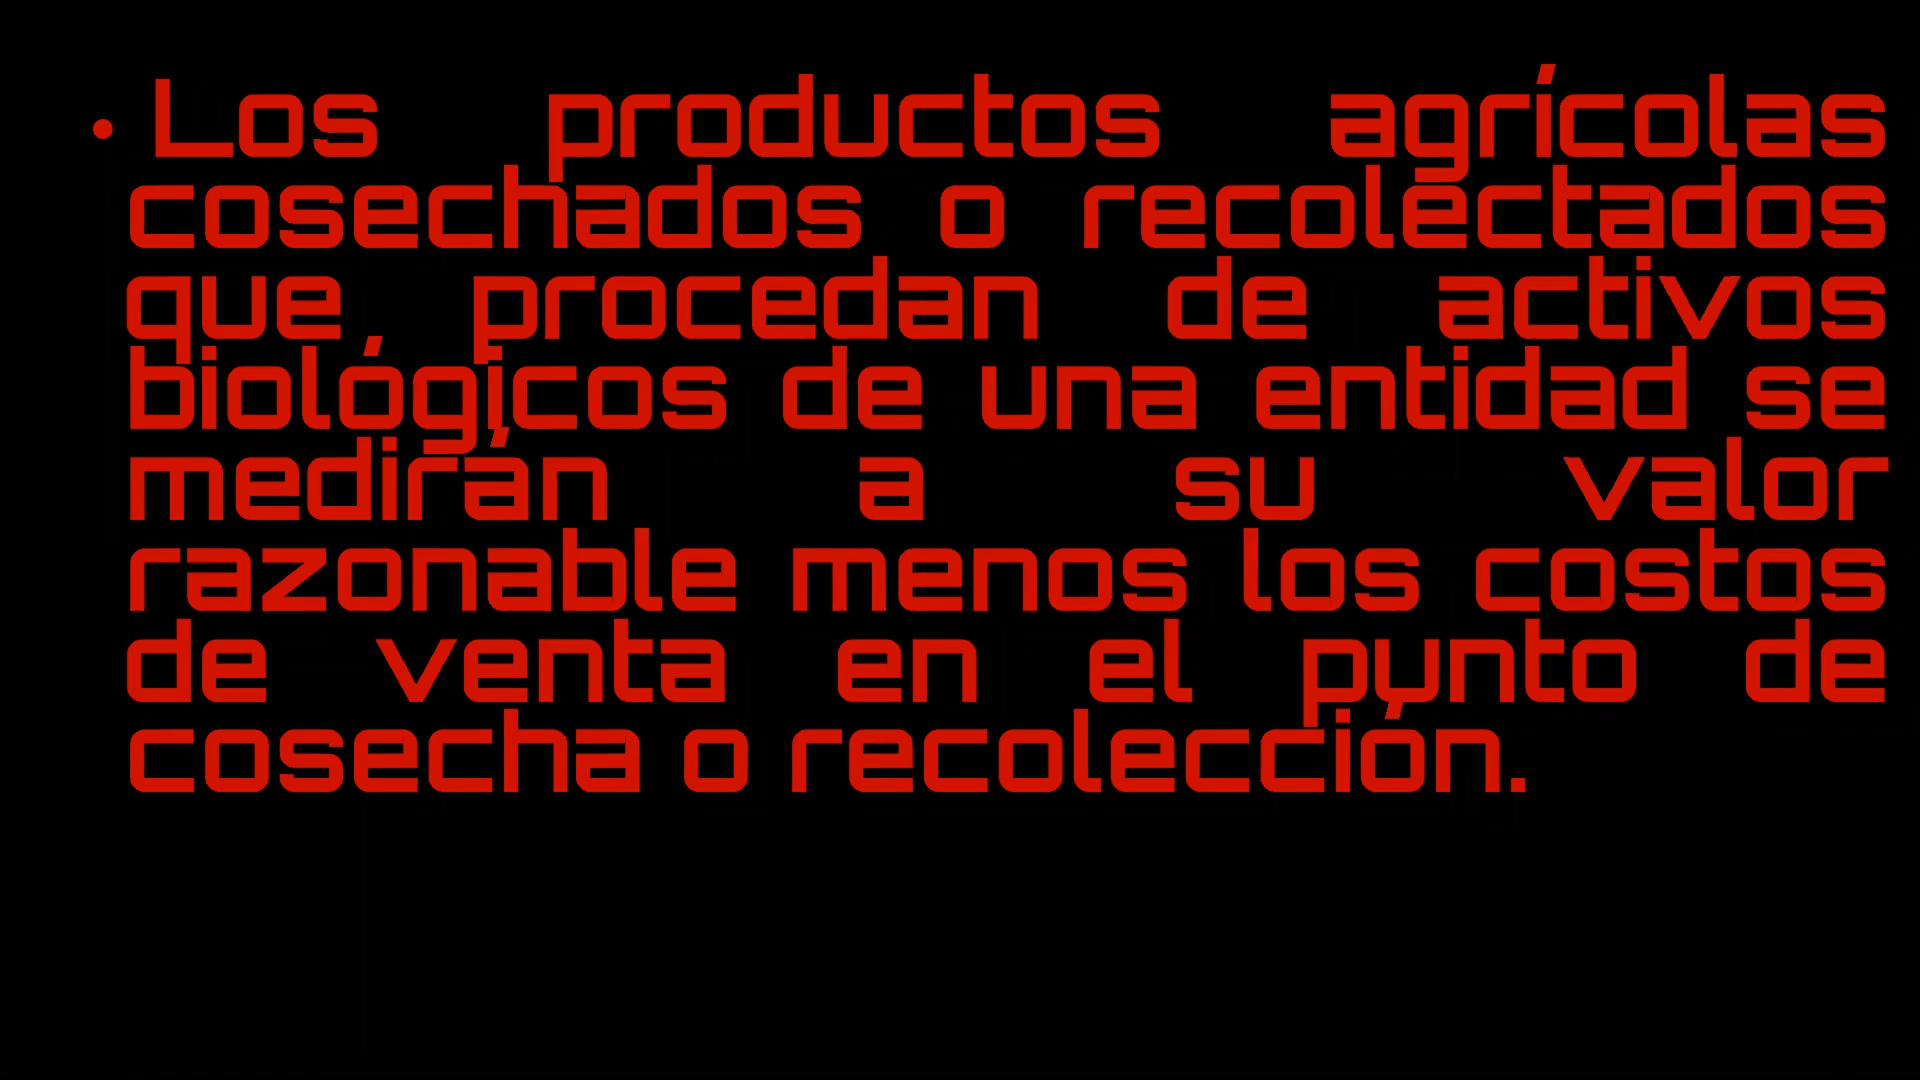 • Los productos agrícolas
cosechados o recolectados
que procedan de activos
biológicos de una entidad se
medirán a su valor
razonable menos los costos
de venta en el punto de
cosecha o recolección.